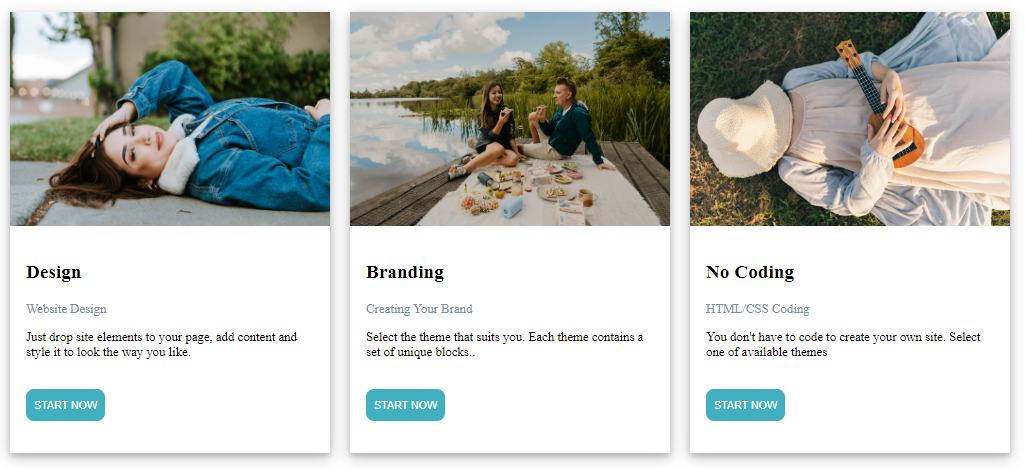 Design
Website Design
Just drop site elements to your page, add content and
style it to look the way you like.
START NOW
Branding
Creating Your Brand
Select the theme that suits you. Each theme contains a
set of unique blocks..
START NOW
No Coding
HTML/CSS Coding
You don't have to code to create your own site. Select
one of available themes
START NOW